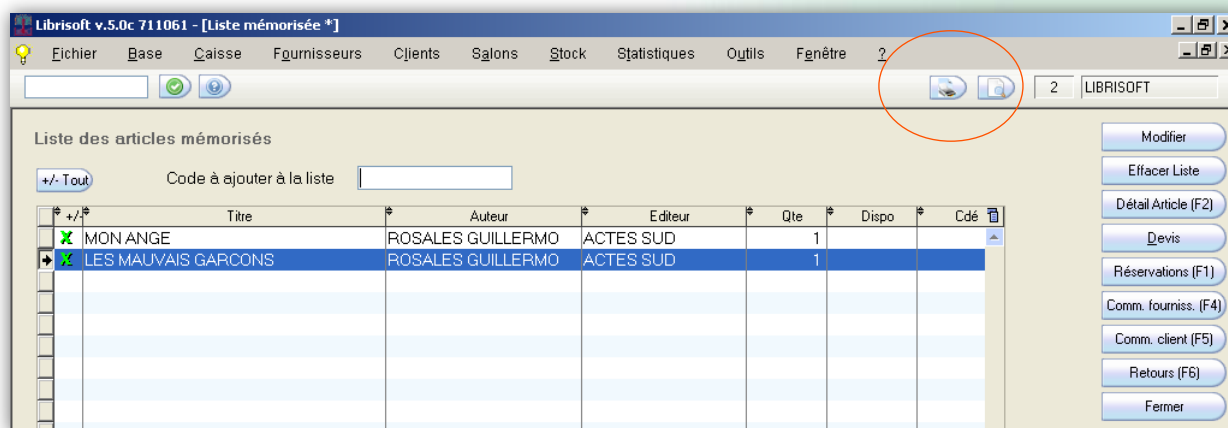 Librisoft v.5.0c 711061 - [Liste mémorisée *]
Fichier Base Caisse Fournisseurs Clients Salons Stock Statistiques Outils Fenêtre ?
2 LIBRISOFT
Liste des articles mémorisés
+/- Tout Code à ajouter à la liste
+/- Titre Auteur Editeur Qte Dispo Cdé
X MON ANGE ROSALES GUILLERMO ACTES SUD 1
X LES MAUVAIS GARCONS ROSALES GUILLERMO ACTES SUD 1
Modifier
Effacer Liste
Détail Article (F2)
Devis
Réservations (F1)
Comm. fourniss. (F4)
Comm. client (F5)
Retours (F6)
Fermer